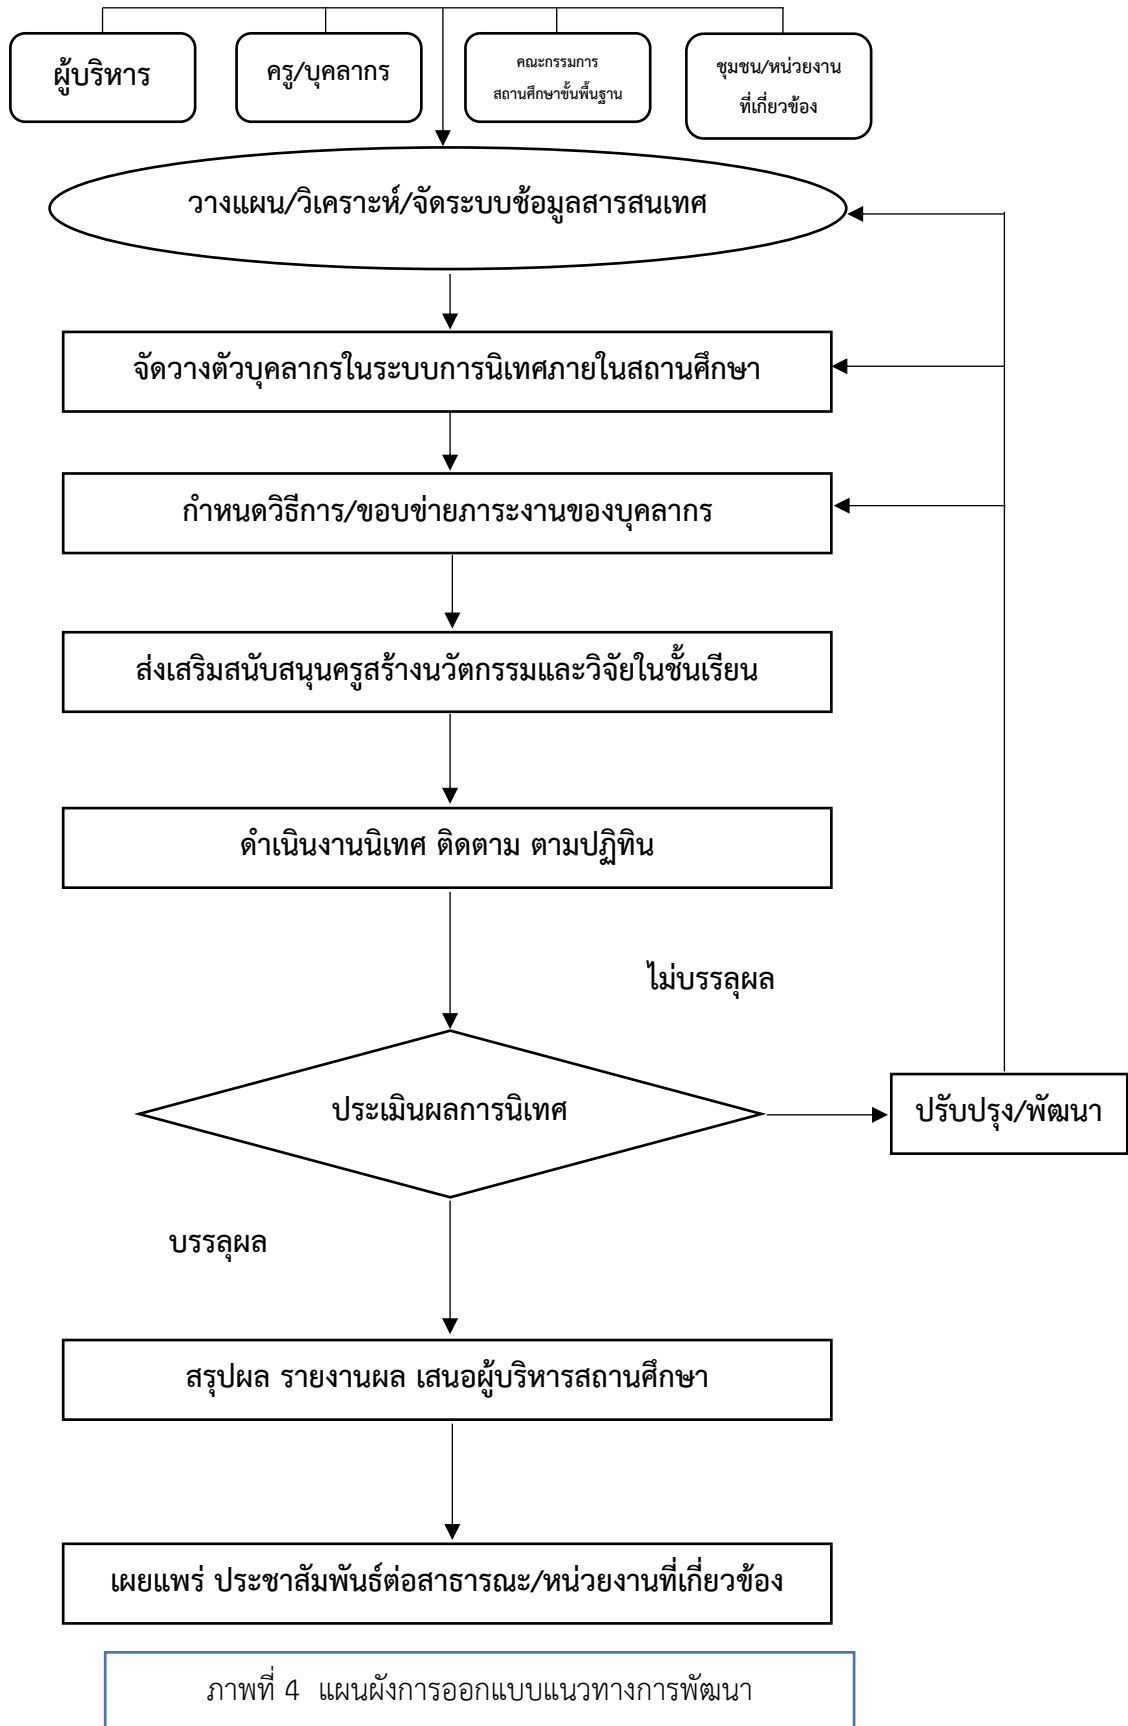 ผู้บริหาร
ครู/บุคลากร
คณะกรรมการ
สถานศึกษาขั้นพื้นฐาน
ชุมชน/หน่วยงาน
ที่เกี่ยวข้อง
วางแผน/วิเคราะห์/จัดระบบช้อมูลสารสนเทศ
จัดวางตัวบุคลากรในระบบการนิเทศภายในสถานศึกษา
กำหนดวิธีการ/ขอบข่ายภาระงานของบุคลากร
ส่งเสริมสนับสนุนครูสร้างนวัตกรรมและวิจัยในชั้นเรียน
ดำเนินงานนิเทศ ติดตาม ตามปฏิทิน
ไม่บรรลุผล
ประเมินผลการนิเทศ
ปรับปรุง/พัฒนา
บรรลุผล
สรุปผล รายงานผล เสนอผู้บริหารสถานศึกษา
เผยแพร่ ประชาสัมพันธ์ต่อสาธารณะ/หน่วยงานที่เกี่ยวข้อง
ภาพที่ 4 แผนผังการออกแบบแนวทางการพัฒนา